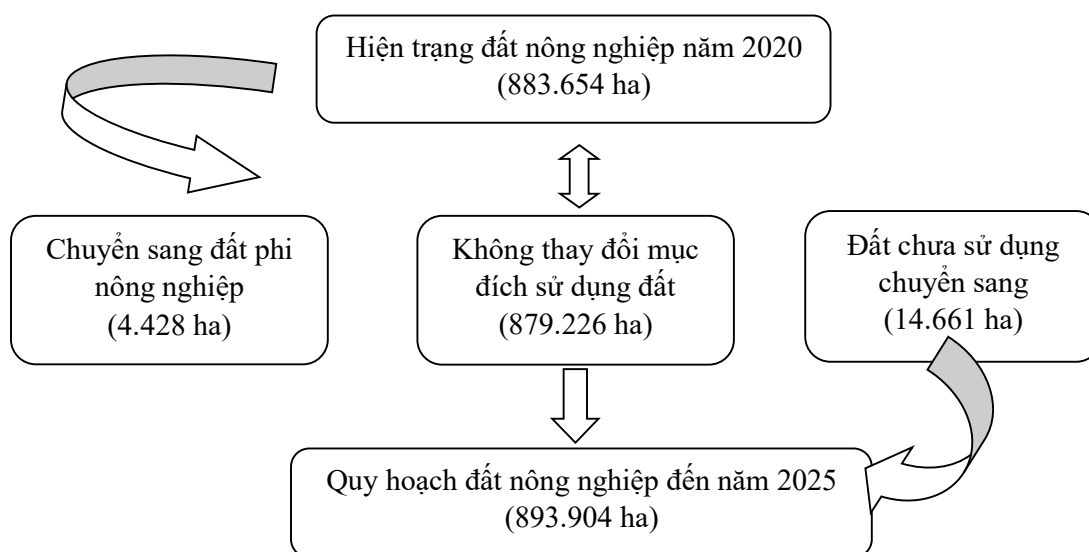 Hiện trạng đất nông nghiệp năm 2020
(883.654 ha)
Chuyển sang đất phi
nông nghiệp
(4.428 ha)
Không thay đổi mục
đích sử dụng đất
(879.226 ha)
Đất chưa sử dụng
chuyển sang
(14.661 ha)
Quy hoạch đất nông nghiệp đến năm 2025
(893.904 ha)